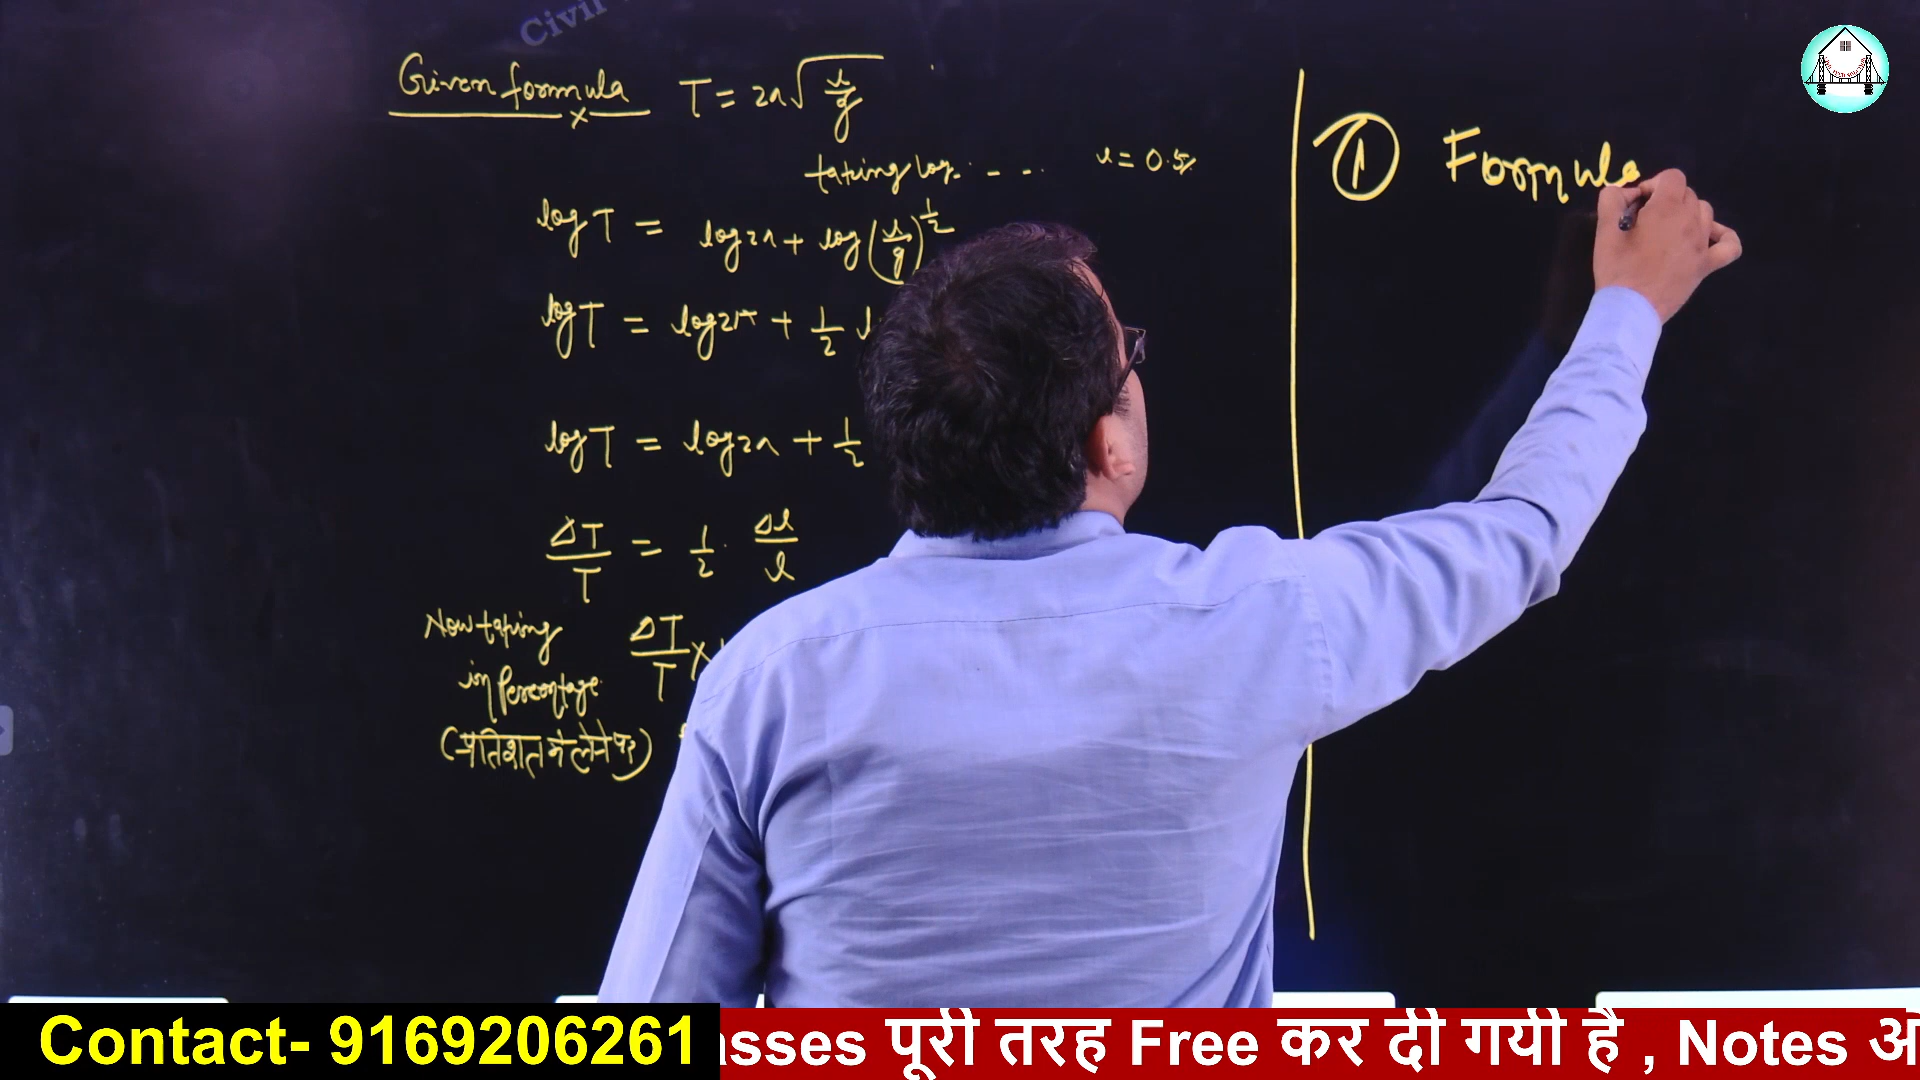 Civil
Given formula T = 2π√(l/g)
taking log. - - . .
l = 0.5%
log T = log 2π + log (l/g)^1/2
log T = log 2π + 1/2 l
log T = log 2π + 1/2
ΔT/T = 1/2 . Δl/l
Now taking
in Percentage
(प्रतिशत में लेने पर)
ΔT/T ×
① Formula
Contact- 9169206261
asses पूरी तरह Free कर दी गयी है , Notes ओ